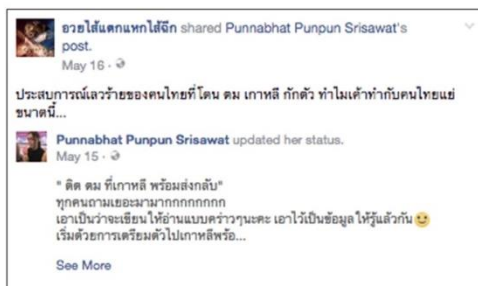 อวยไส้แตกแหกไส้ฉีก shared Punnabhat Punpun Srisawat's
post.
May 16
ประสบการณ์เลวร้ายของคนไทยที่โดน ตม เกาหลี กักตัว ทำไมเค้าทำกับคนไทยแย่
ขนาดนี้...
Punnabhat Punpun Srisawat updated her status.
May 15
" ติด ตม ที่เกาหลี พร้อมส่งกลับ"
ทุกคนถามเยอะมามากกกกกกกกก
เอาเป็นว่าจะเขียนให้อ่านแบบคร่าวๆนะคะ เอาไว้เป็นข้อมูล ให้รู้แล้วกัน
เริ่มด้วยการเตรียมตัวไปเกาหลีพร้อ...
See More